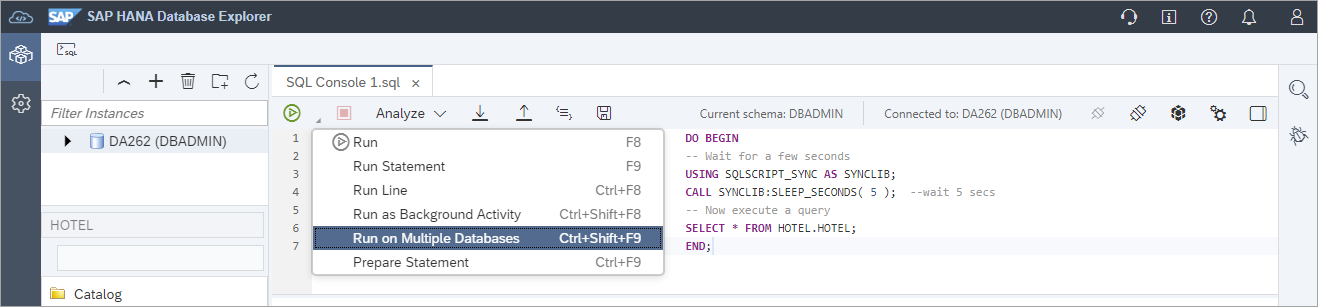 SAP SAP HANA Database Explorer
SQL
SQL Console 1.sql
Filter Instances
Analyze
Current schema: DBADMIN
Connected to: DA262 (DBADMIN)
DA262 (DBADMIN)
HOTEL
Catalog
Run F8
Run Statement F9
Run Line Ctrl+F8
Run as Background Activity Ctrl+Shift+F8
Run on Multiple Databases Ctrl+Shift+F9
Prepare Statement Ctrl+F9
1 DO BEGIN
2 -- Wait for a few seconds
3 USING SQLSCRIPT_SYNC AS SYNCLIB;
4 CALL SYNCLIB:SLEEP_SECONDS( 5 ); --wait 5 secs
5 -- Now execute a query
6 SELECT * FROM HOTEL.HOTEL;
7 END;